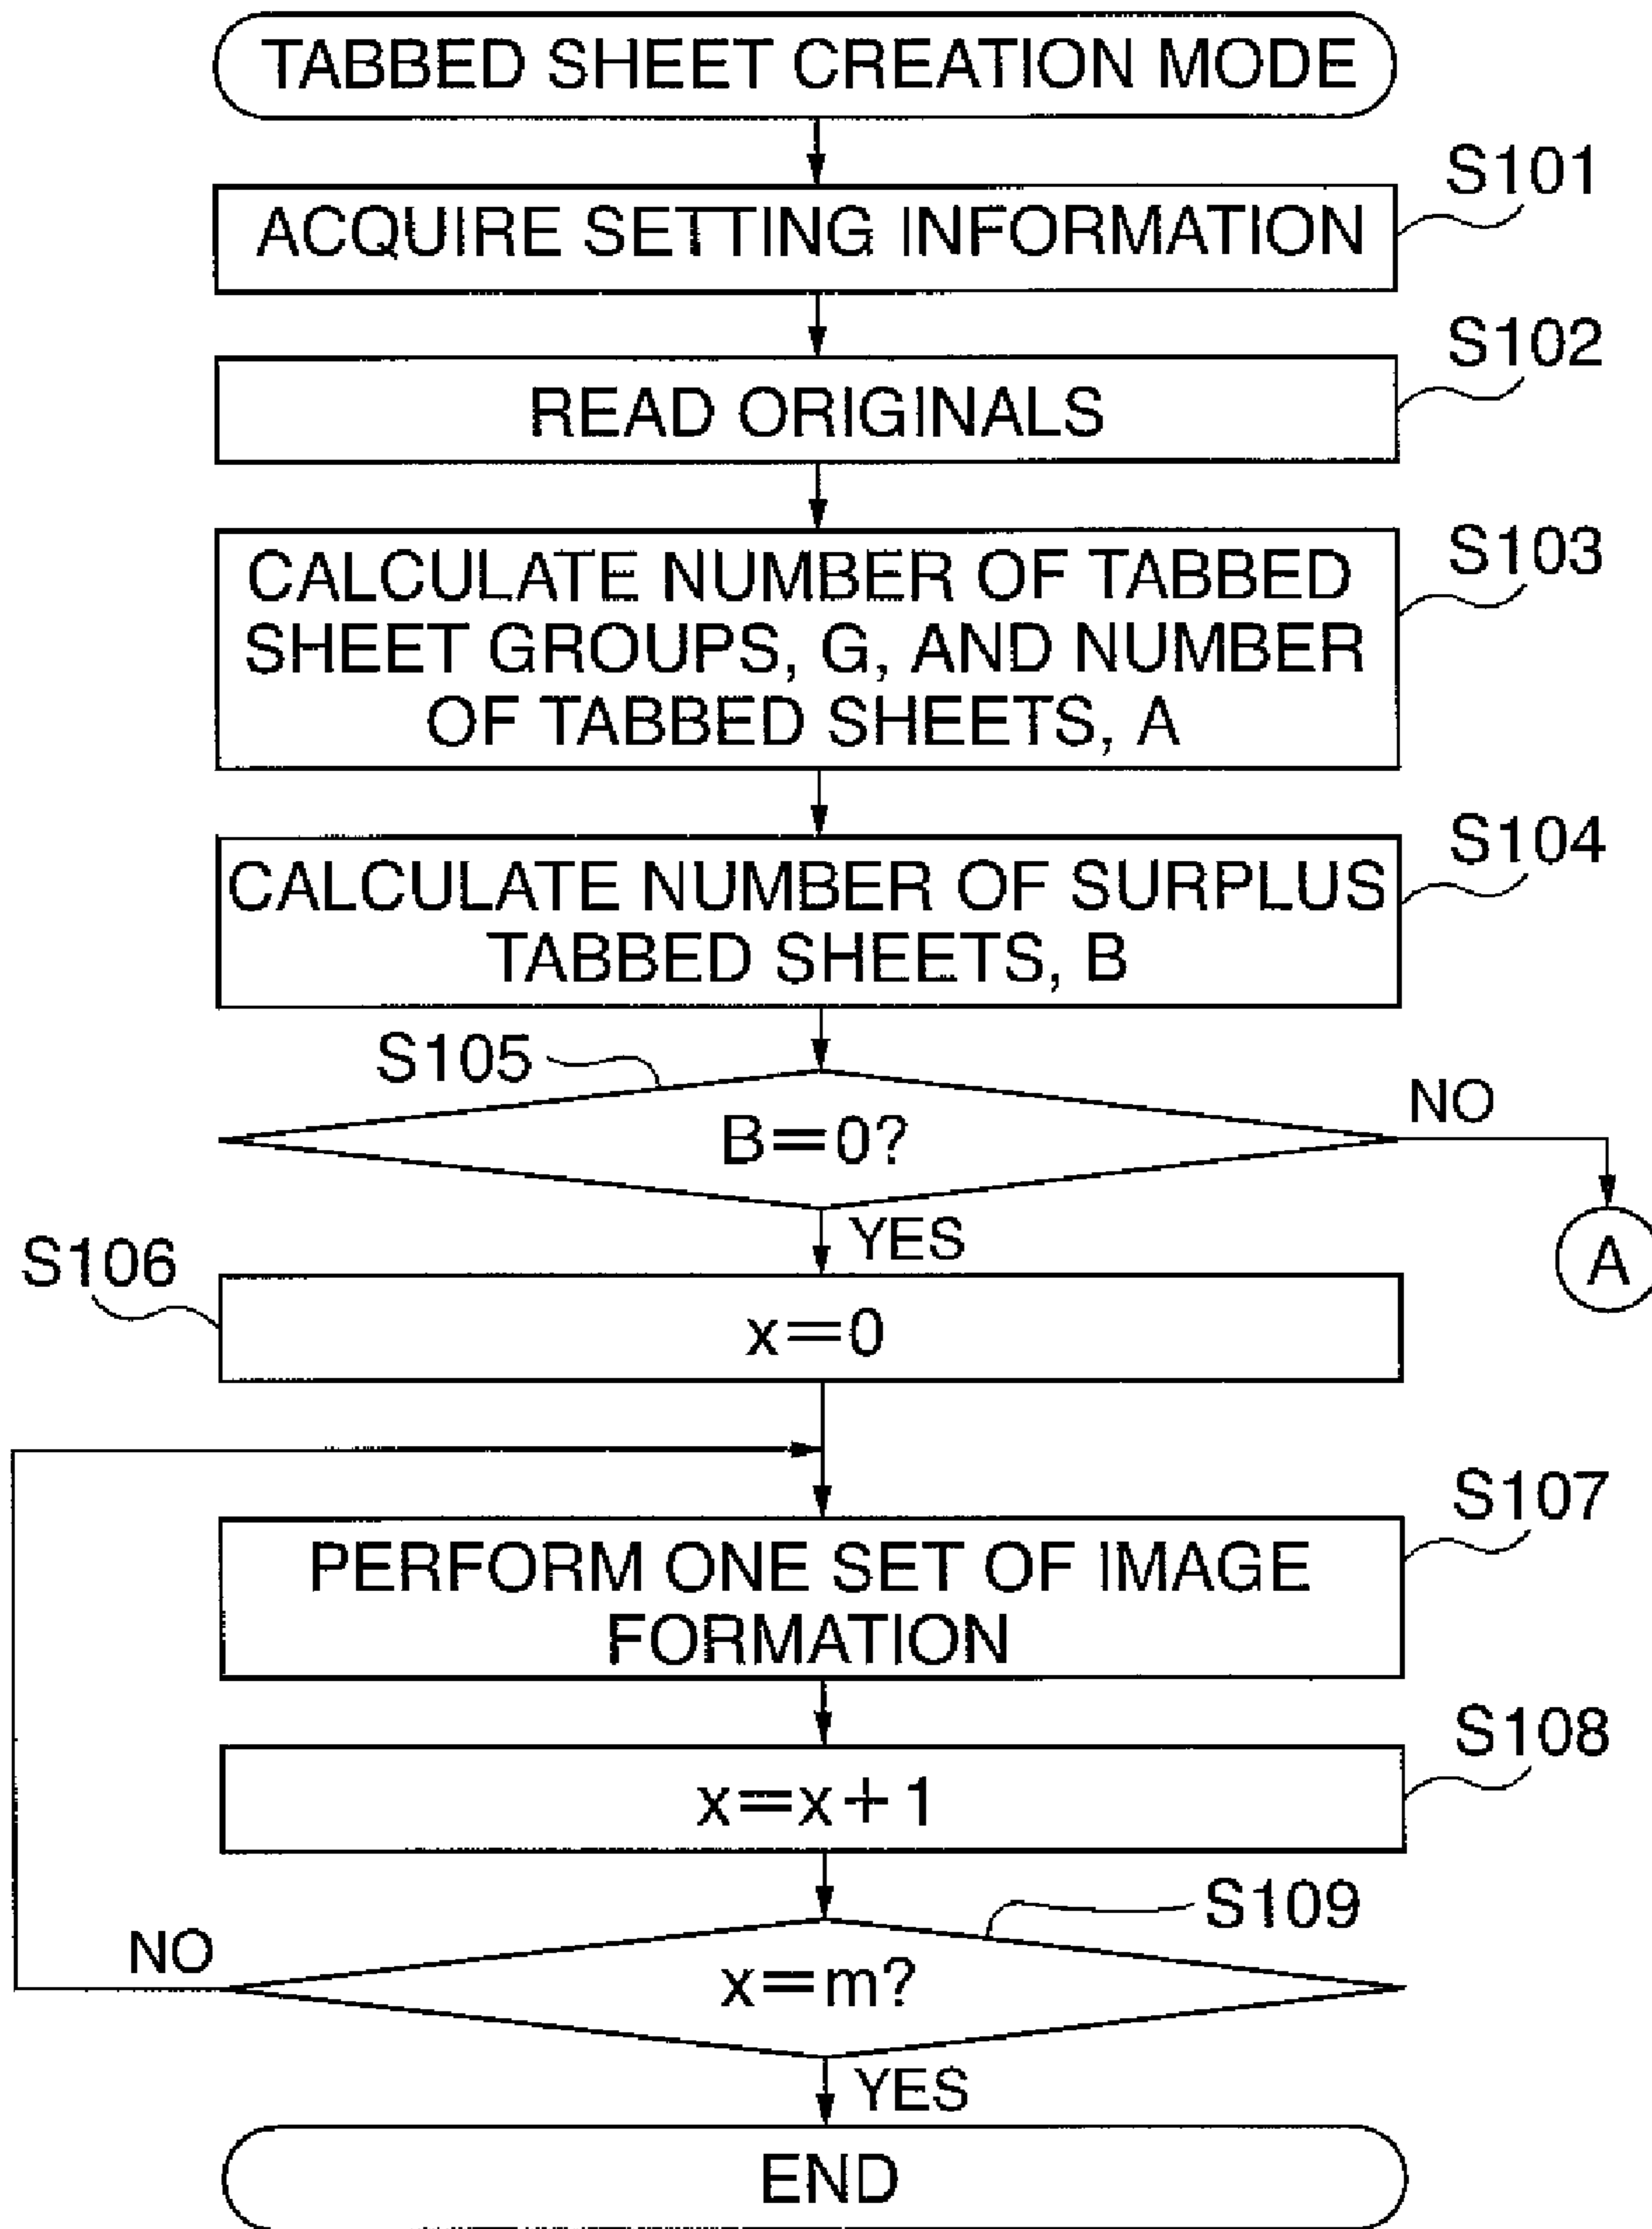 TABBED SHEET CREATION MODE
S101
ACQUIRE SETTING INFORMATION
S102
READ ORIGINALS
S103
CALCULATE NUMBER OF TABBED
SHEET GROUPS, G, AND NUMBER
OF TABBED SHEETS, A
S104
CALCULATE NUMBER OF SURPLUS
TABBED SHEETS, B
S105
B=0?
NO
A
YES
S106
x=0
S107
PERFORM ONE SET OF IMAGE
FORMATION
S108
x=x+1
S109
x=m?
NO
YES
END